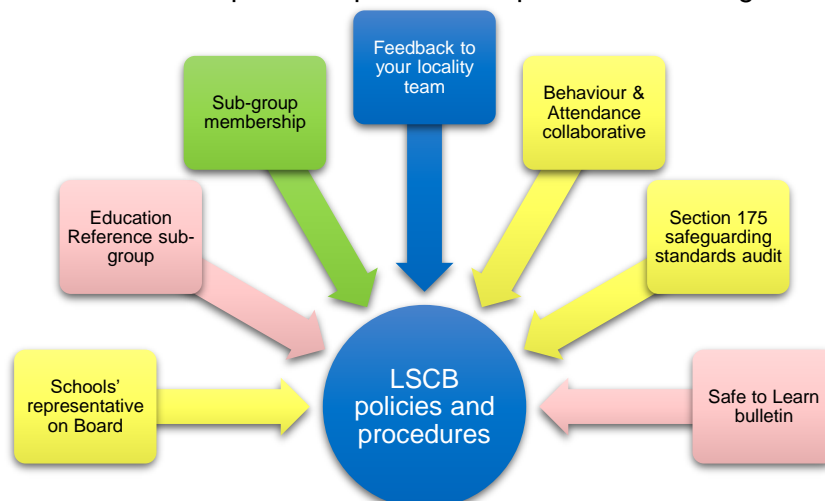 Feedback to
your locality
team
Sub-group
membership
Behaviour &
Attendance
collaborative
Education
Reference sub-
group
Section 175
safeguarding
standards audit
Schools'
representative
on Board
LSCB
policies and
procedures
Safe to Learn
bulletin